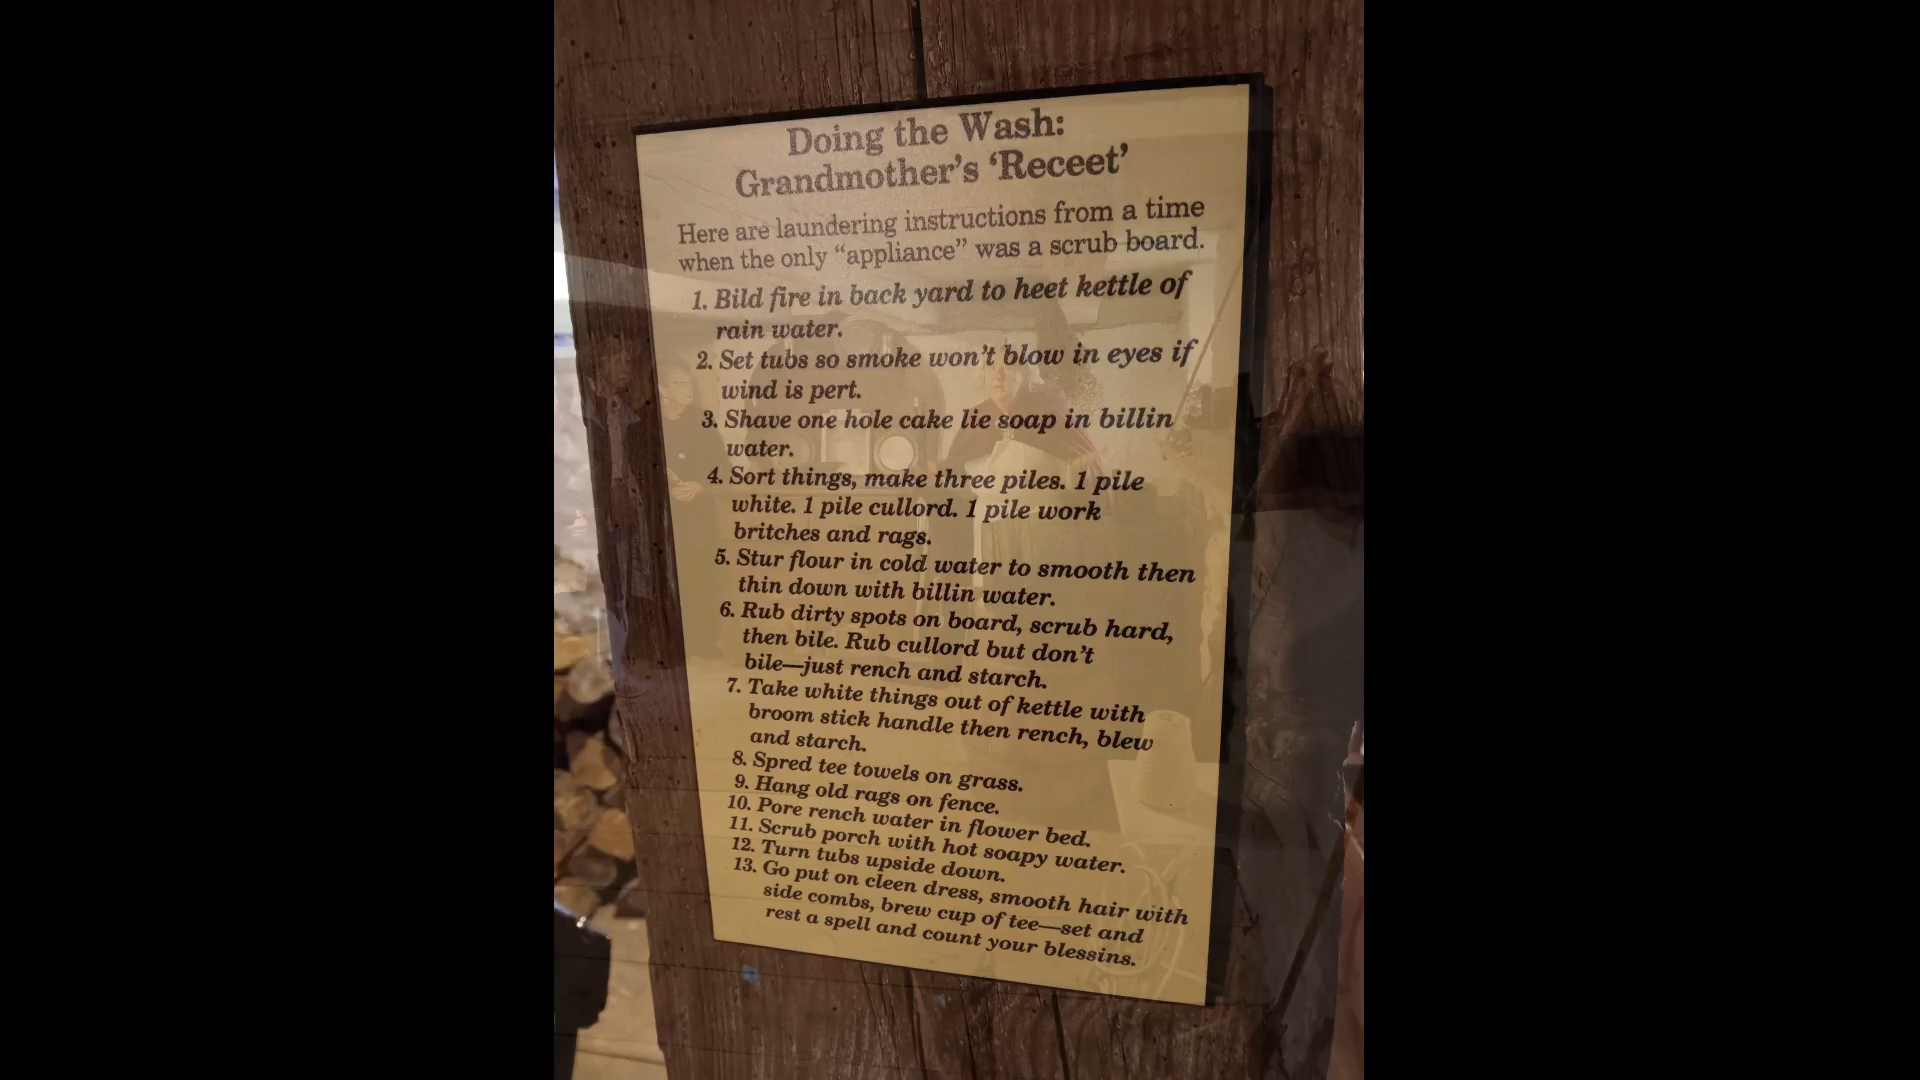 Doing the Wash:
Grandmother's 'Receet'
Here are laundering instructions from a time
when the only "appliance" was a scrub board.
1. Bild fire in back yard to heet kettle of
rain water.
2. Set tubs so smoke won't blow in eyes if
wind is pert.
3. Shave one hole cake lie soap in billin
water.
4. Sort things, make three piles. 1 pile
white. 1 pile cullord. 1 pile work
britches and rags.
5. Stur flour in cold water to smooth then
thin down with billin water.
6. Rub dirty spots on board, scrub hard,
then bile. Rub cullord but don't
bile—just rench and starch.
7. Take white things out of kettle with
broom stick handle then rench, blew
and starch.
8. Spred tee towels on grass.
9. Hang old rags on fence.
10. Pore rench water in flower bed.
11. Scrub porch with hot soapy water.
12. Turn tubs upside down.
13. Go put on cleen dress, smooth hair with
side combs, brew cup of tee—set and
rest a spell and count your blessins.